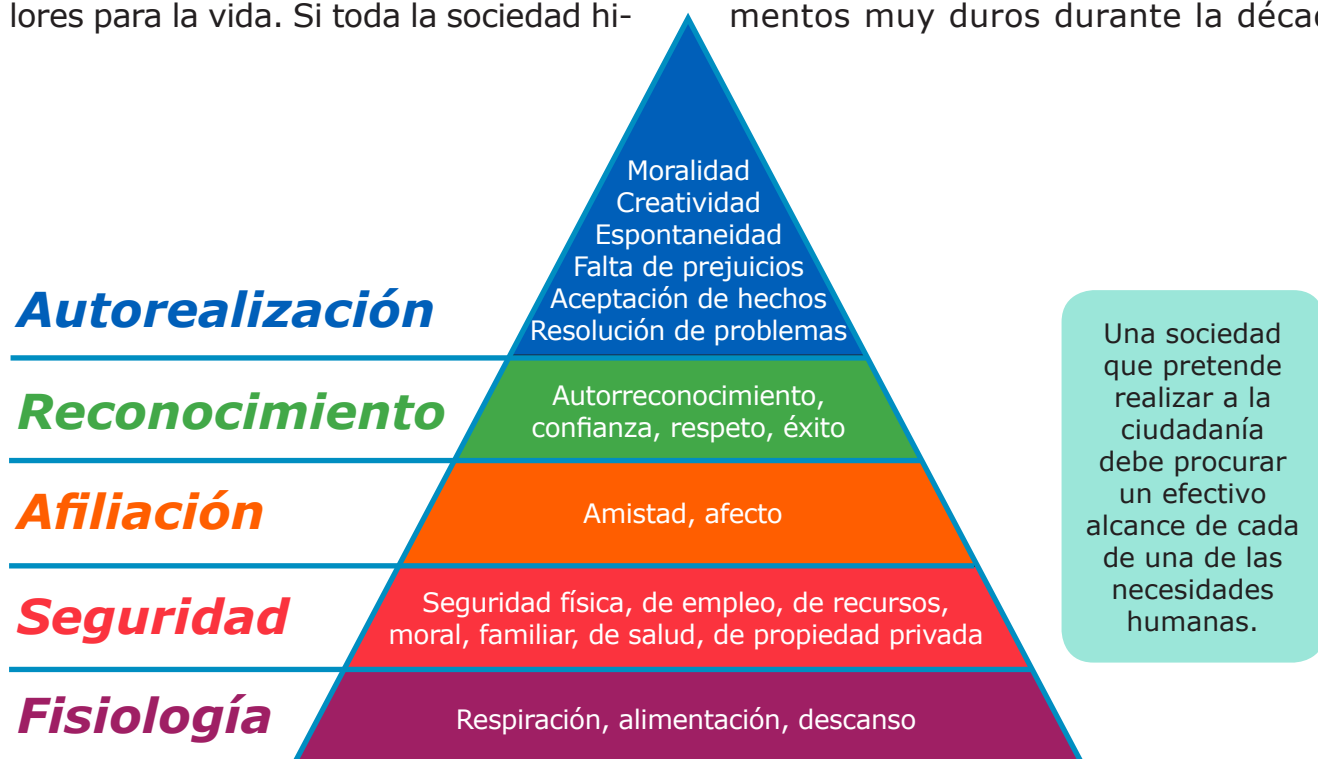 lores para la vida. Si toda la sociedad hi-
mentos muy duros durante la décad
Moralidad
Creatividad
Espontaneidad
Falta de prejuicios
Aceptación de hechos
Resolución de problemas
Autorealización
Reconocimiento
Autorreconocimiento,
confianza, respeto, éxito
Afiliación
Amistad, afecto
Seguridad
Seguridad física, de empleo, de recursos,
moral, familiar, de salud, de propiedad privada
Fisiología
Respiración, alimentación, descanso
Una sociedad
que pretende
realizar a la
ciudadanía
debe procurar
un efectivo
alcance de cada
de una de las
necesidades
humanas.